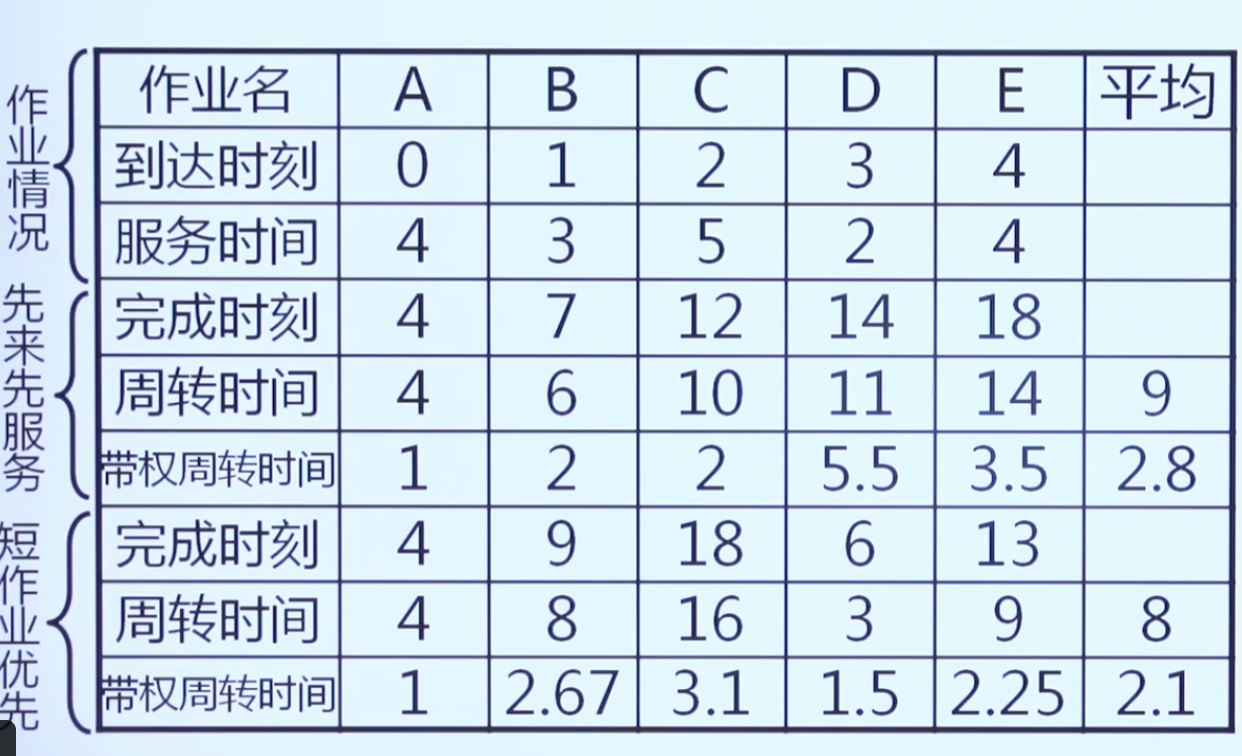 作业情况
作业名 A B C D E 平均
到达时刻 0 1 2 3 4
服务时间 4 3 5 2 4
先来先服务
完成时刻 4 7 12 14 18
周转时间 4 6 10 11 14 9
带权周转时间 1 2 2 5.5 3.5 2.8
短作业优先
完成时刻 4 9 18 6 13
周转时间 4 8 16 3 9 8
带权周转时间 1 2.67 3.1 1.5 2.25 2.1